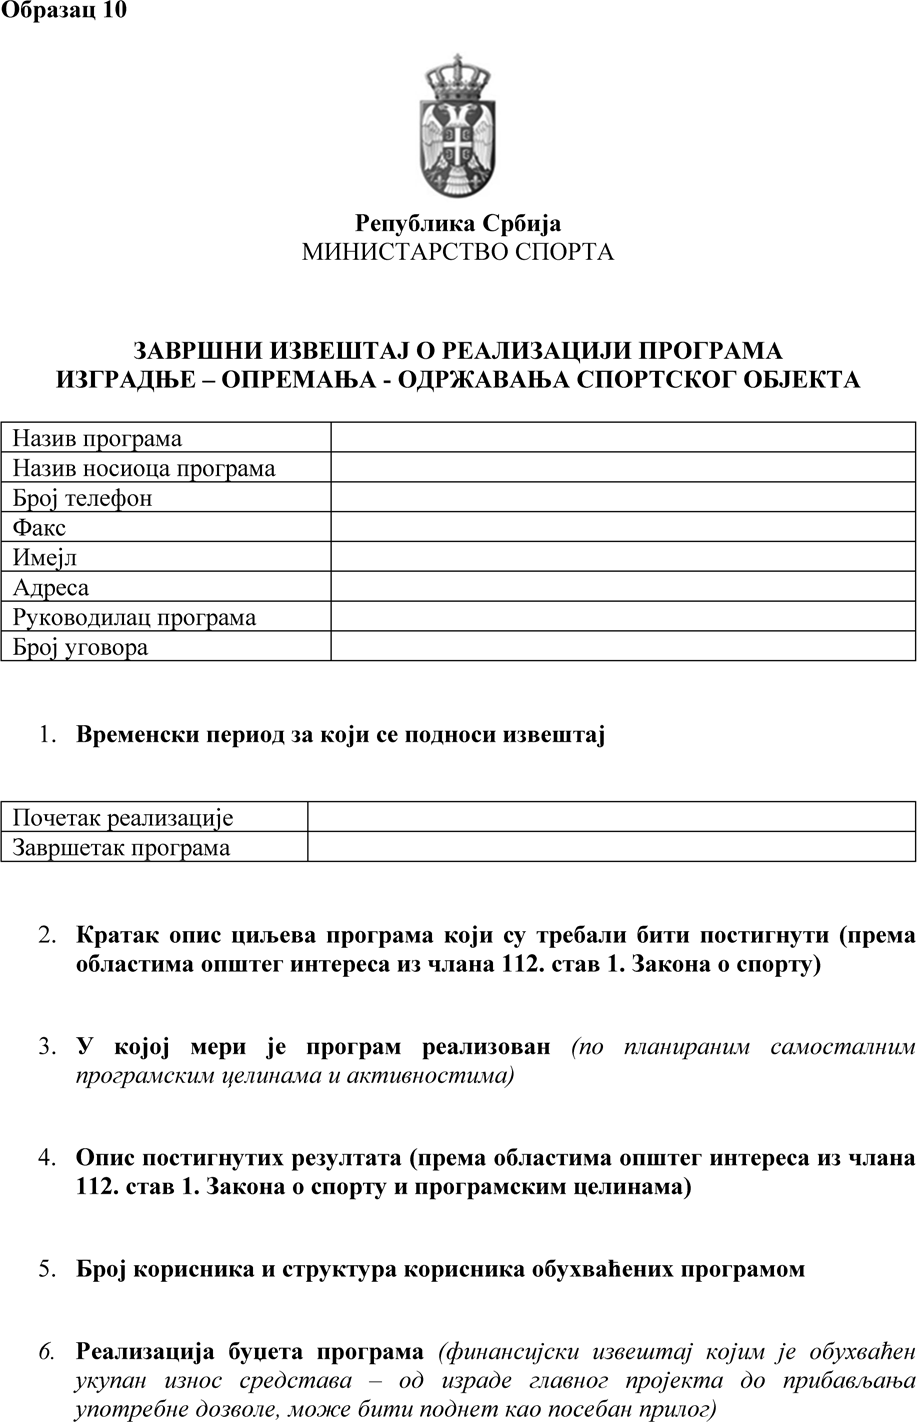 Образац 10
Република Србија
МИНИСТАРСТВО СПОРТА
ЗАВРШНИ ИЗВЕШТАЈ О РЕАЛИЗАЦИЈИ ПРОГРАМА
ИЗГРАДЊЕ – ОПРЕМАЊА - ОДРЖАВАЊА СПОРТСКОГ ОБЈЕКТА
Назив програма
Назив носиоца програма
Број телефон
Факс
Имејл
Адреса
Руководилац програма
Број уговора
1. Временски период за који се подноси извештај
Почетак реализације
Завршетак програма
2. Кратак опис циљева програма који су требали бити постигнути (према
областима општег интереса из члана 112. став 1. Закона о спорту)
3. У којој мери је програм реализован (по планираним самосталним
програмским целинама и активностима)
4. Опис постигнутих резултата (према областима општег интереса из члана
112. став 1. Закона о спорту и програмским целинама)
5. Број корисника и структура корисника обухваћених програмом
6. Реализација буџета програма (финансијски извештај којим је обухваћен
укупан износ средстава – од израде главног пројекта до прибављања
употребне дозволе, може бити поднет као посебан прилог)